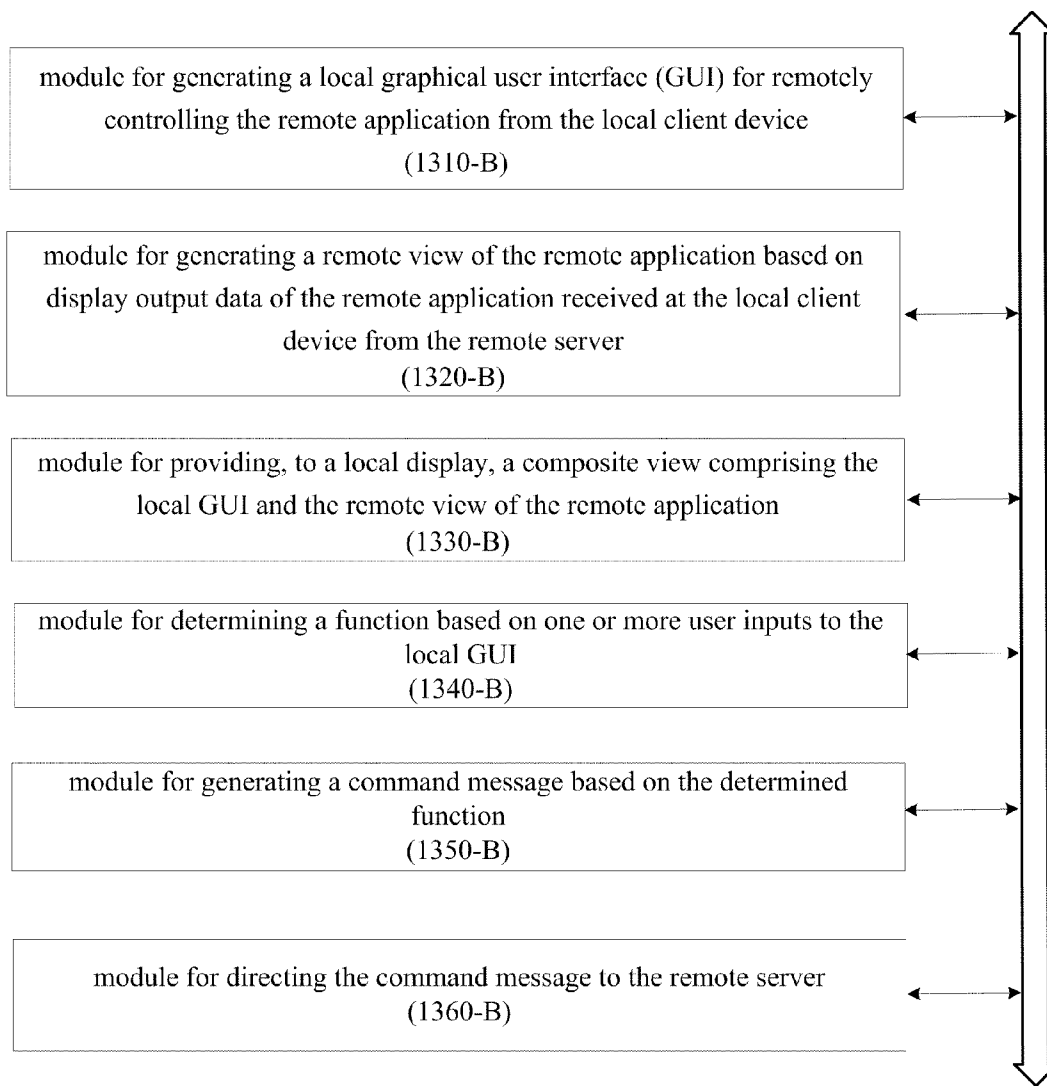 module for generating a local graphical user interface (GUI) for remotely
controlling the remote application from the local client device
(1310-B)
module for generating a remote view of the remote application based on
display output data of the remote application received at the local client
device from the remote server
(1320-B)
module for providing, to a local display, a composite view comprising the
local GUI and the remote view of the remote application
(1330-B)
module for determining a function based on one or more user inputs to the
local GUI
(1340-B)
module for generating a command message based on the determined
function
(1350-B)
module for directing the command message to the remote server
(1360-B)